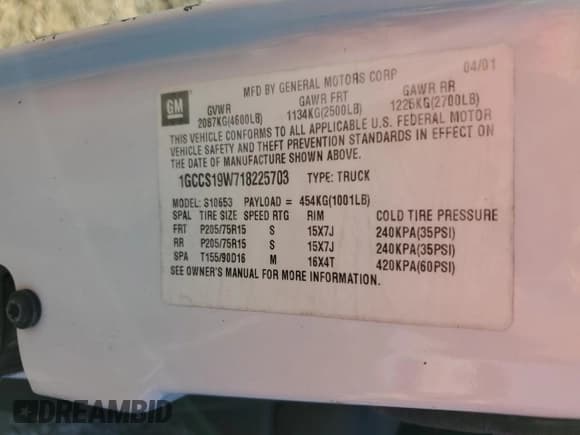 GM
MFD BY GENERAL MOTORS CORP 04/01
GVWR GAWR FRT GAWR RR
2087KG(4600LB) 1134KG(2500LB) 1225KG(2700LB)
THIS VEHICLE CONFORMS TO ALL APPLICABLE U.S. FEDERAL MOTOR
VEHICLE SAFETY AND THEFT PREVENTION STANDARDS IN EFFECT ON
THE DATE OF MANUFACTURE SHOWN ABOVE.
1GCCS19W718225703 TYPE: TRUCK
MODEL: S10653 PAYLOAD = 454KG(1001LB)
SPAL TIRE SIZE SPEED RTG RIM COLD TIRE PRESSURE
FRT P205/75R15 S 15X7J 240KPA(35PSI)
RR P205/75R15 S 15X7J 240KPA(35PSI)
SPA T155/90D16 M 16X4T 420KPA(60PSI)
SEE OWNER'S MANUAL FOR MORE INFORMATION.
DREAMBID